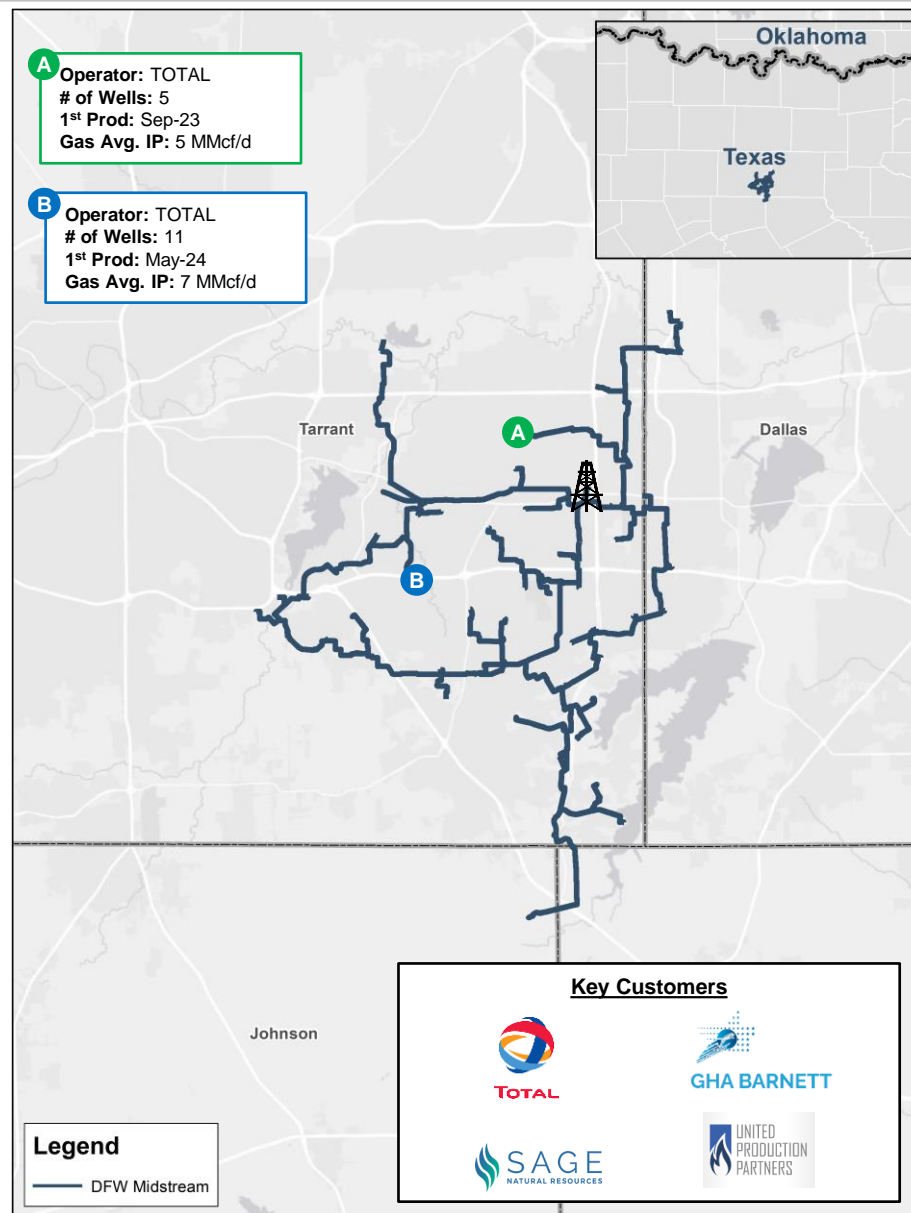 A
Operator: TOTAL
# of Wells: 5
1st Prod: Sep-23
Gas Avg. IP: 5 MMcf/d
B
Operator: TOTAL
# of Wells: 11
1st Prod: May-24
Gas Avg. IP: 7 MMcf/d
Oklahoma
Texas
Tarrant
A
Dallas
B
Johnson
Key Customers
TOTAL
GHA BARNETT
SAGE
NATURAL RESOURCES
UNITED
PRODUCTION
PARTNERS
Legend
DFW Midstream